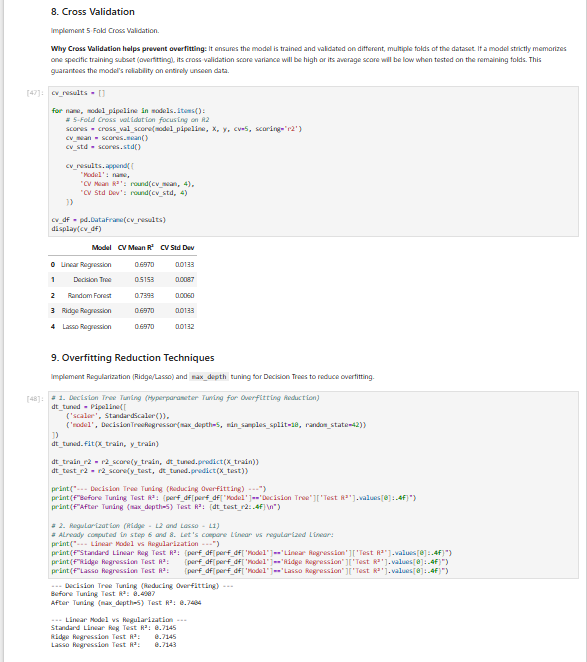 8. Cross Validation
Implement 5 Fold Cross Validation.
Why Cross Validation helps prevent overfitting: It ensures the model is trained and validated on different, multiple folds of the dataset. If a model strictly memorizes
one specific training subset (overfitting), its cross validation score variance will be high or its average score will be low when tested on the remaining folds. This
guarantees the model's reliability on entirely unseen data.
[47]: cv_results = []
for name, model_pipeline in models.items():
# 5-Fold Cross validation focusing on R2
scores = cross_val_score(model_pipeline, X, y, cv=5, scoring='r2')
cv_mean = scores.mean()
cv_std = scores.std()
cv_results.append({
'Model': name,
'CV Mean R²': round(cv_mean, 4),
'CV Std Dev': round(cv_std, 4)
})
cv_df = pd.DataFrame(cv_results)
display(cv_df)
Model CV Mean R² CV Std Dev
0 Linear Regression 0.6970 0.0133
1 Decision Tree 0.5153 0.0087
2 Random Forest 0.7393 0.0060
3 Ridge Regression 0.6970 0.0133
4 Lasso Regression 0.6970 0.0132
9. Overfitting Reduction Techniques
Implement Regularization (Ridge/Lasso) and max_depth tuning for Decision Trees to reduce overfitting.
[48]: # 1. Decision Tree Tuning (Hyperparameter Tuning for Overfitting Reduction)
dt_tuned = Pipeline([
('scaler', StandardScaler()),
('model', DecisionTreeRegressor(max_depth=5, min_samples_split=10, random_state=42))
])
dt_tuned.fit(X_train, y_train)
dt_train_r2 = r2_score(y_train, dt_tuned.predict(X_train))
dt_test_r2 = r2_score(y_test, dt_tuned.predict(X_test))
print("--- Decision Tree Tuning (Reducing Overfitting) ---")
print(f"Before Tuning Test R²: {perf_df[perf_df['Model']=='Decision Tree']['Test R²'].values[0]:.4f}")
print(f"After Tuning (max_depth=5) Test R²: {dt_test_r2:.4f}\n")
# 2. Regularization (Ridge - L2 and Lasso - L1)
# Already computed in step 6 and 8. Let's compare linear vs regularized linear:
print("--- Linear Model vs Regularization ---")
print(f"Standard Linear Reg Test R²: {perf_df[perf_df['Model']=='Linear Regression']['Test R²'].values[0]:.4f}")
print(f"Ridge Regression Test R²: {perf_df[perf_df['Model']=='Ridge Regression']['Test R²'].values[0]:.4f}")
print(f"Lasso Regression Test R²: {perf_df[perf_df['Model']=='Lasso Regression']['Test R²'].values[0]:.4f}")
--- Decision Tree Tuning (Reducing Overfitting) ---
Before Tuning Test R²: 0.4907
After Tuning (max_depth=5) Test R²: 0.7404
--- Linear Model vs Regularization ---
Standard Linear Reg Test R²: 0.7145
Ridge Regression Test R²: 0.7145
Lasso Regression Test R²: 0.7143